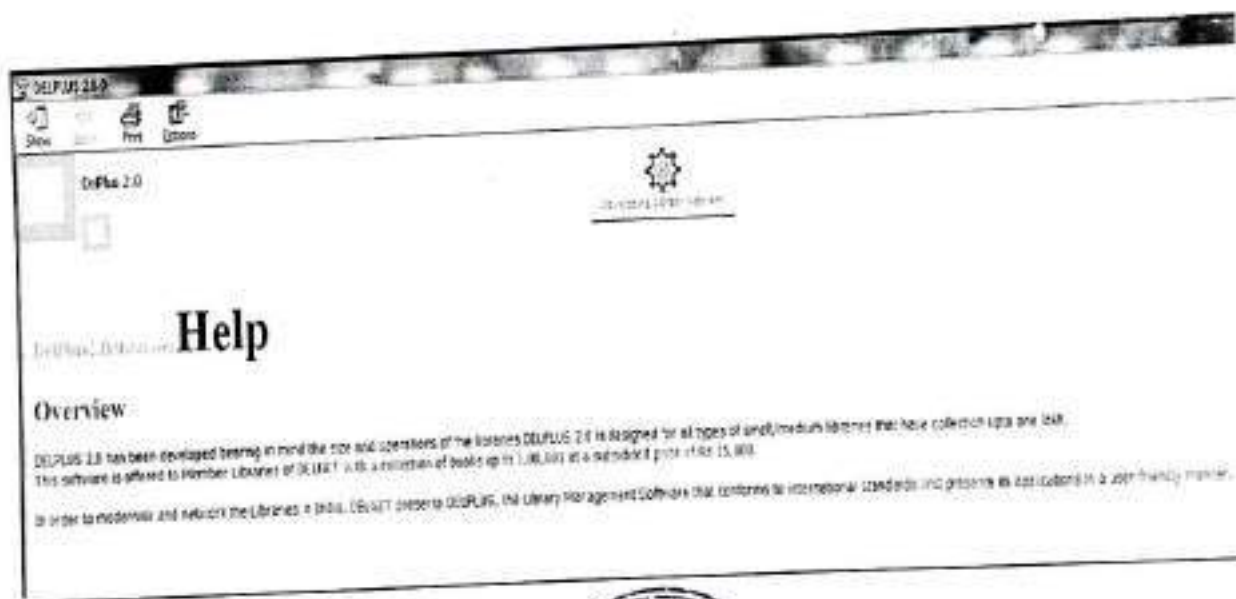 DELPLUS 2.0.0
Show Print Options
DelPlus 2.0
Help
Overview
DELPLUS 2.0 has been developed bearing in mind the size and operations of the libraries DELPLUS 2.0 is designed for all types of small/medium libraries that have collection upto one lakh.
This software is offered to Member Libraries of DELNET with a collection of books up to 1,00,000 at a subsidized price of Rs 15,000.
In order to modernise and network the Libraries in India, DELNET presents DELPLUS, the Library Management Software that conforms to international standards and presents its applications in a user friendly manner.